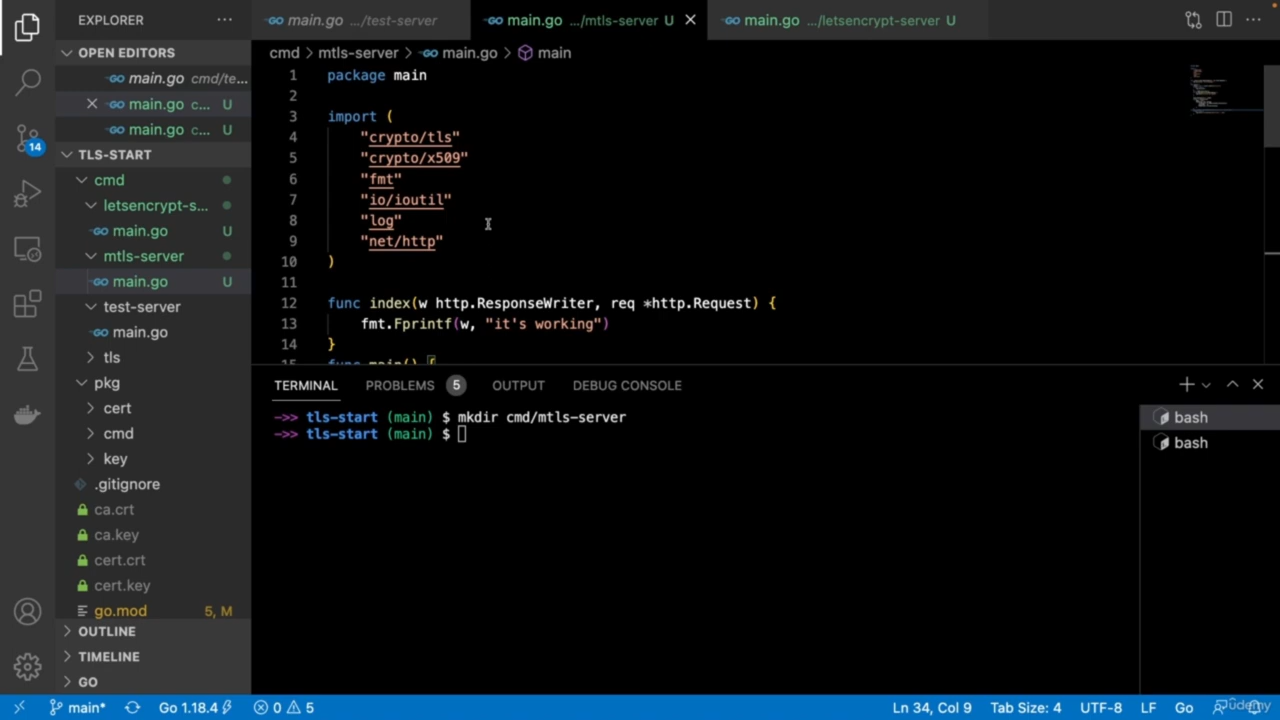 EXPLORER
main.go .../test-server
main.go .../mtls-server U
main.go .../letsencrypt-server U
OPEN EDITORS
main.go cmd/te...
main.go c... U
main.go c... U
TLS-START
cmd
letsencrypt-s...
main.go U
mtls-server
main.go U
test-server
main.go
tls
pkg
cert
cmd
key
.gitignore
ca.crt
ca.key
cert.crt
cert.key
go.mod 5, M
OUTLINE
TIMELINE
GO
14
cmd > mtls-server > main.go > main
1 package main
2
3 import (
4 "crypto/tls"
5 "crypto/x509"
6 "fmt"
7 "io/ioutil"
8 "log"
9 "net/http"
10 )
11
12 func index(w http.ResponseWriter, req *http.Request) {
13 fmt.Fprintf(w, "it's working")
14 }
15 func main() {
TERMINAL PROBLEMS 5 OUTPUT DEBUG CONSOLE
->> tls-start (main) $ mkdir cmd/mtls-server
->> tls-start (main) $
bash
bash
main* Go 1.18.4 0 5 Ln 34, Col 9 Tab Size: 4 UTF-8 LF Go
Udemy